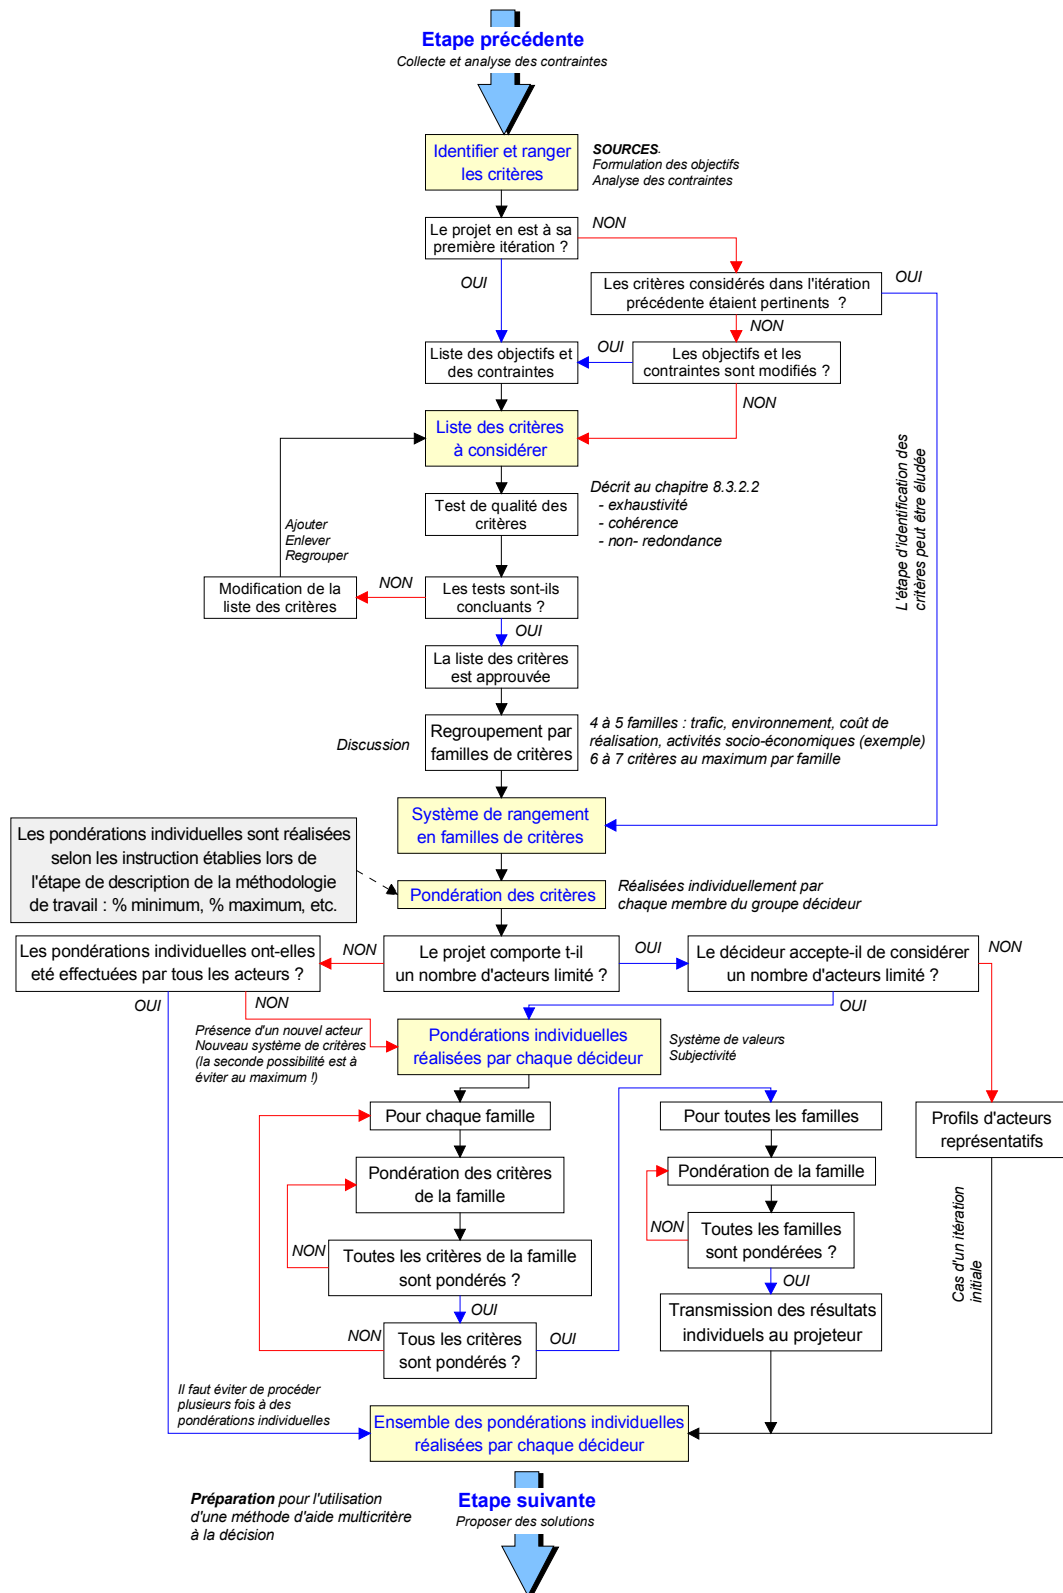 Etape précédente
Collecte et analyse des contraintes
Identifier et ranger
les critères
SOURCES.
Formulation des objectifs
Analyse des contraintes
Le projet en est à sa
première itération ?
NON
OUI
Les critères considérés dans l'itération
précédente étaient pertinents ?
OUI
NON
Liste des objectifs et
des contraintes
OUI
Les objectifs et les
contraintes sont modifiés ?
NON
Liste des critères
à considérer
L'étape d'identification des
critères peut être éludée
Test de qualité des
critères
Décrit au chapitre 8.3.2.2
- exhaustivité
- cohérence
- non- redondance
Ajouter
Enlever
Regrouper
Modification de la
liste des critères
NON
Les tests sont-ils
concluants ?
OUI
La liste des critères
est approuvée
Discussion
Regroupement par
familles de critères
4 à 5 familles : trafic, environnement, coût de
réalisation, activités socio-économiques (exemple)
6 à 7 critères au maximum par famille
Système de rangement
en familles de critères
Les pondérations individuelles sont réalisées
selon les instruction établies lors de
l'étape de description de la méthodologie
de travail : % minimum, % maximum, etc.
Pondération des critères
Réalisées individuellement par
chaque membre du groupe décideur
Les pondérations individuelles ont-elles
eté effectuées par tous les acteurs ?
NON
Le projet comporte t-il
un nombre d'acteurs limité ?
OUI
Le décideur accepte-il de considérer
un nombre d'acteurs limité ?
NON
OUI
NON
OUI
Présence d'un nouvel acteur
Nouveau système de critères
(la seconde possibilité est à
éviter au maximum !)
Pondérations individuelles
réalisées par chaque décideur
Système de valeurs
Subjectivité
Pour chaque famille
Pour toutes les familles
Profils d'acteurs
représentatifs
Pondération des critères
de la famille
Pondération de la famille
NON
Toutes les critères de la famille
sont pondérés ?
NON
Toutes les familles
sont pondérées ?
Cas d'un itération
initiale
OUI
OUI
NON
Tous les critères
sont pondérés ?
OUI
Transmission des résultats
individuels au projeteur
Il faut éviter de procéder
plusieurs fois à des
pondérations individuelles
Ensemble des pondérations individuelles
réalisées par chaque décideur
Préparation pour l'utilisation
d'une méthode d'aide multicritère
à la décision
Etape suivante
Proposer des solutions